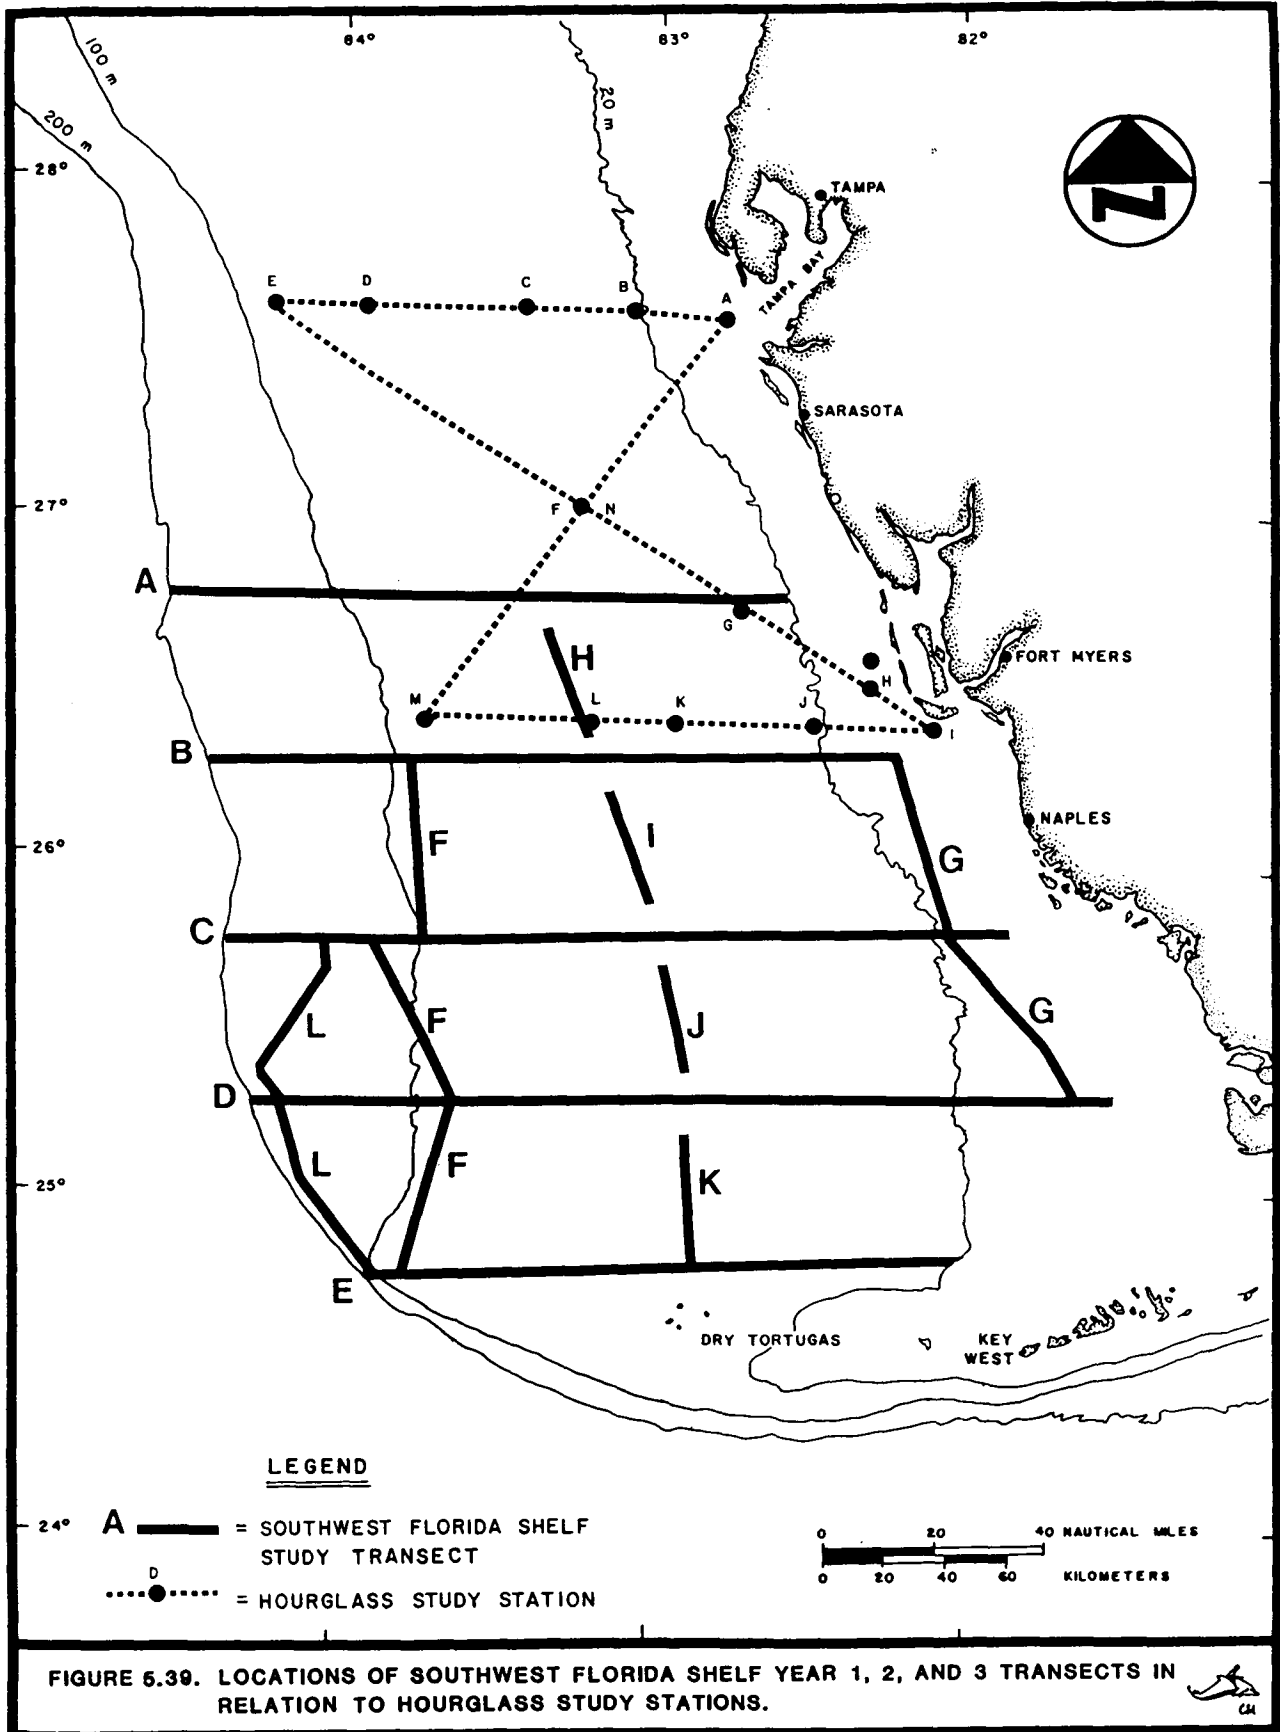 84°
83°
82°
100 m
200 m
20 m
28°
TAMPA
N
TAMPA BAY
E
D
C
B
A
SARASOTA
27°
F
N
A
G
H
FORT MYERS
H
M
L
K
J
I
B
NAPLES
26°
F
I
G
C
L
F
J
G
D
L
F
K
25°
E
DRY TORTUGAS
KEY
WEST
LEGEND
24°
A = SOUTHWEST FLORIDA SHELF
STUDY TRANSECT
D
= HOURGLASS STUDY STATION
0 20 40 NAUTICAL MILES
0 20 40 60 KILOMETERS
FIGURE 5.39. LOCATIONS OF SOUTHWEST FLORIDA SHELF YEAR 1, 2, AND 3 TRANSECTS IN
RELATION TO HOURGLASS STUDY STATIONS.